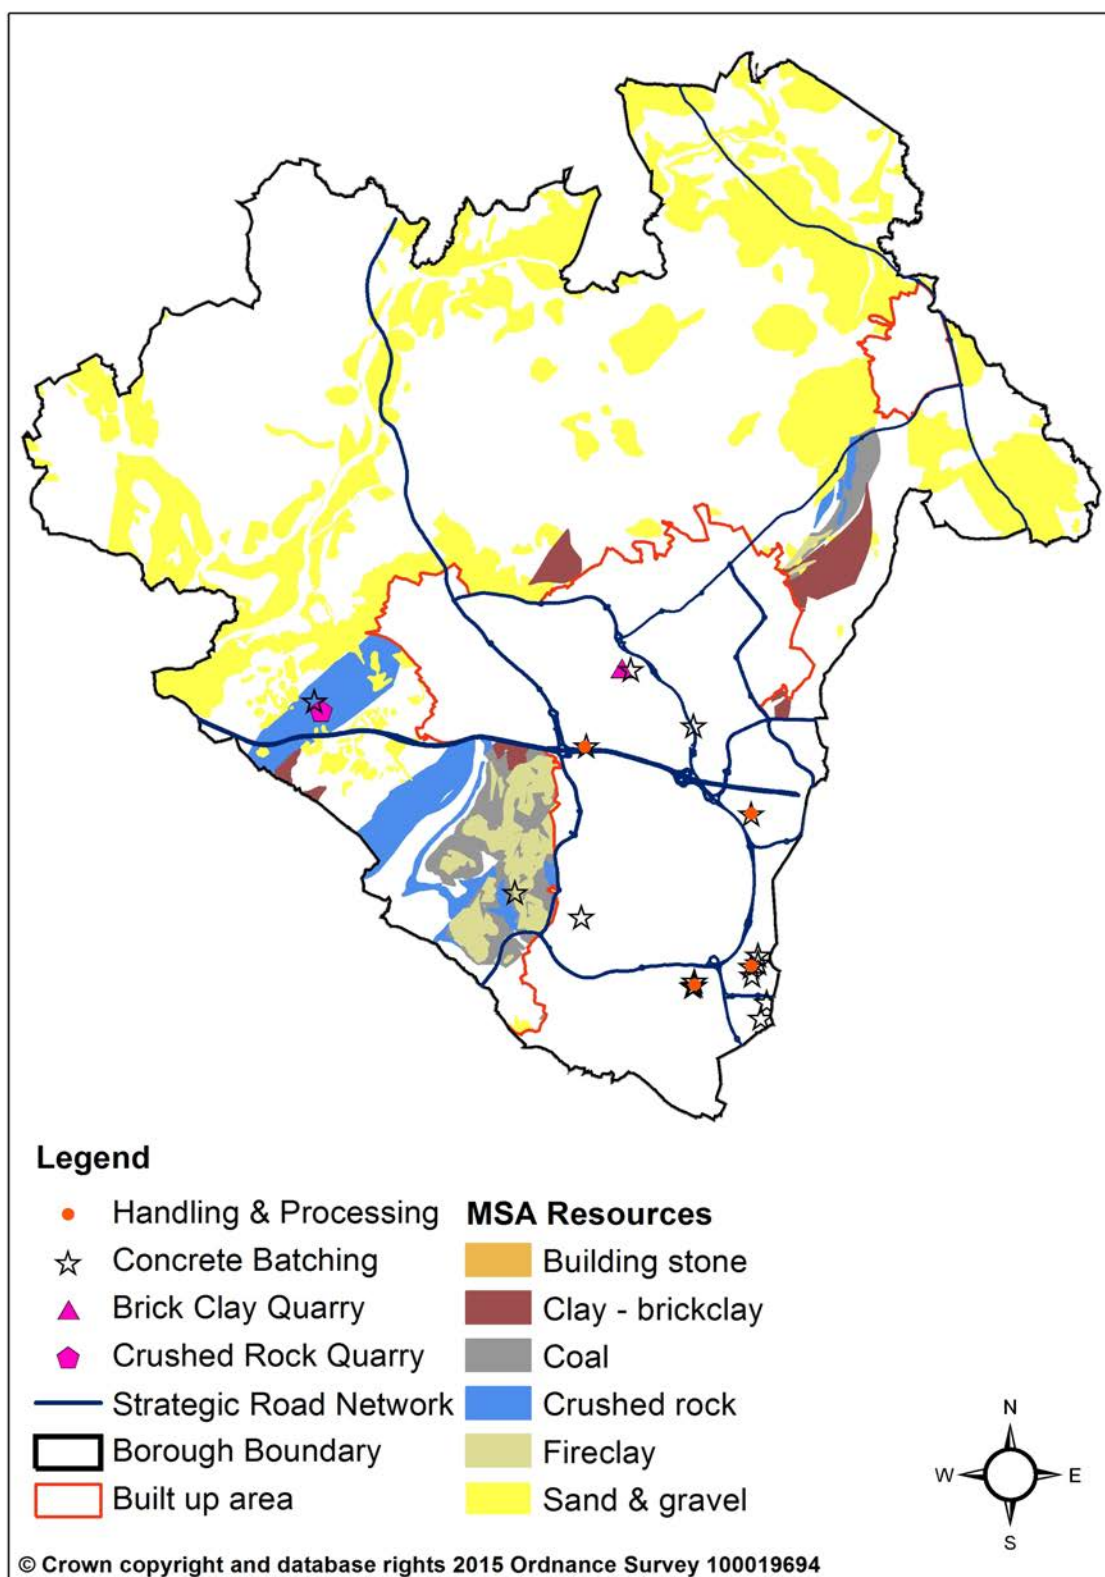 Legend
Handling & Processing
Concrete Batching
Brick Clay Quarry
Crushed Rock Quarry
Strategic Road Network
Borough Boundary
Built up area
MSA Resources
Building stone
Clay - brickclay
Coal
Crushed rock
Fireclay
Sand & gravel
N
W E
S
© Crown copyright and database rights 2015 Ordnance Survey 100019694